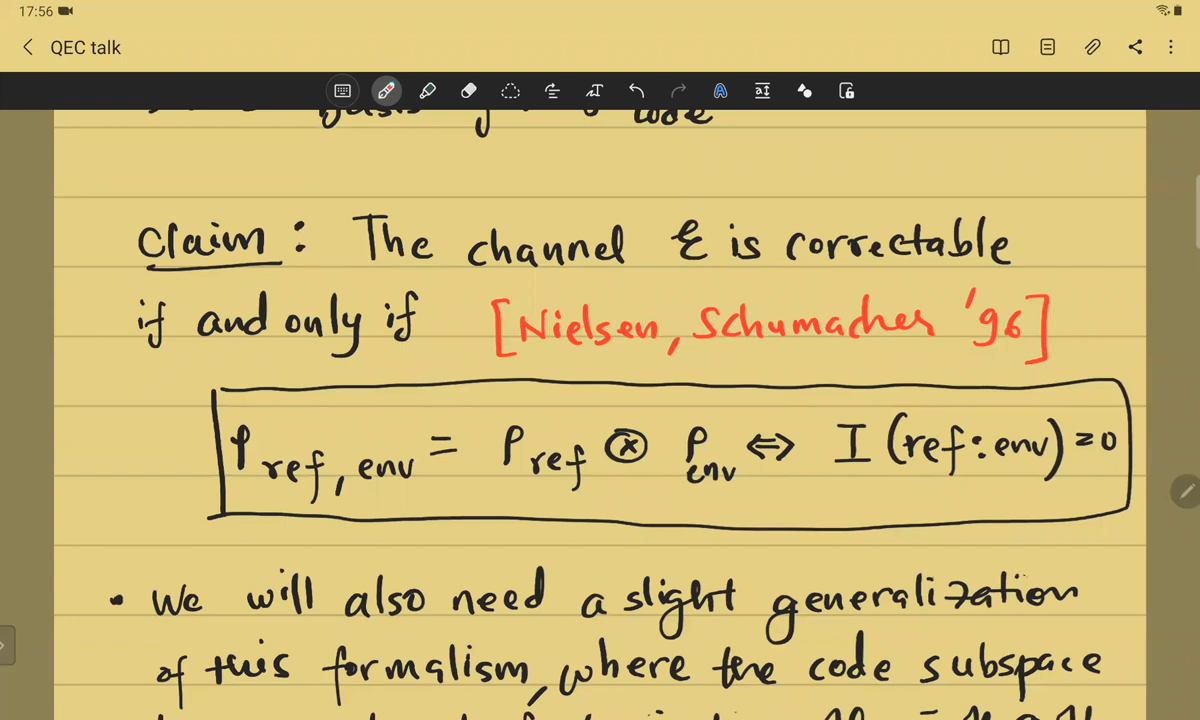 17:56
QEC talk
code
Claim: The channel ℰ is correctable
if and only if [Nielsen, Schumacher '96]
ρ_ref, env = ρ_ref ⊗ ρ_env ⇔ I (ref: env) = 0
• We will also need a slight generalization
of this formalism, where the code subspace